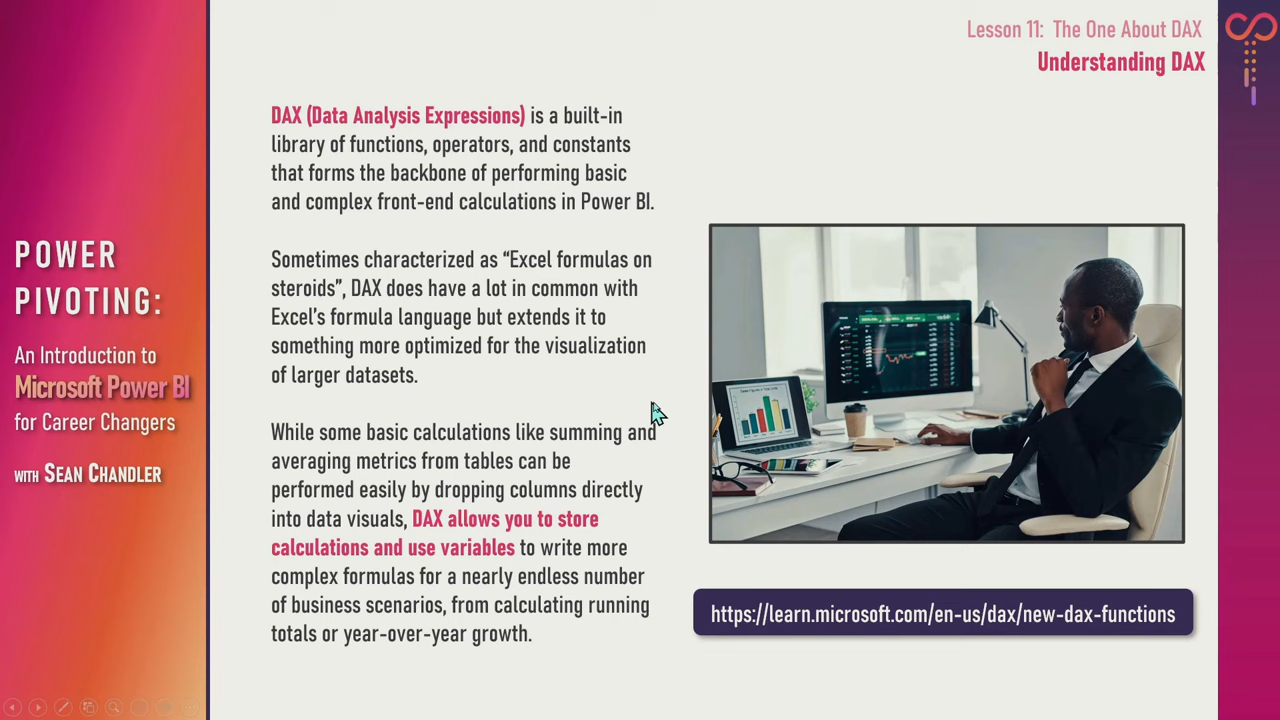 Lesson 11: The One About DAX
Understanding DAX
POWER
PIVOTING:
An Introduction to
Microsoft Power BI
for Career Changers
WITH SEAN CHANDLER
DAX (Data Analysis Expressions) is a built-in
library of functions, operators, and constants
that forms the backbone of performing basic
and complex front-end calculations in Power BI.
Sometimes characterized as “Excel formulas on
steroids”, DAX does have a lot in common with
Excel’s formula language but extends it to
something more optimized for the visualization
of larger datasets.
While some basic calculations like summing and
averaging metrics from tables can be
performed easily by dropping columns directly
into data visuals, DAX allows you to store
calculations and use variables to write more
complex formulas for a nearly endless number
of business scenarios, from calculating running
totals or year-over-year growth.
https://learn.microsoft.com/en-us/dax/new-dax-functions